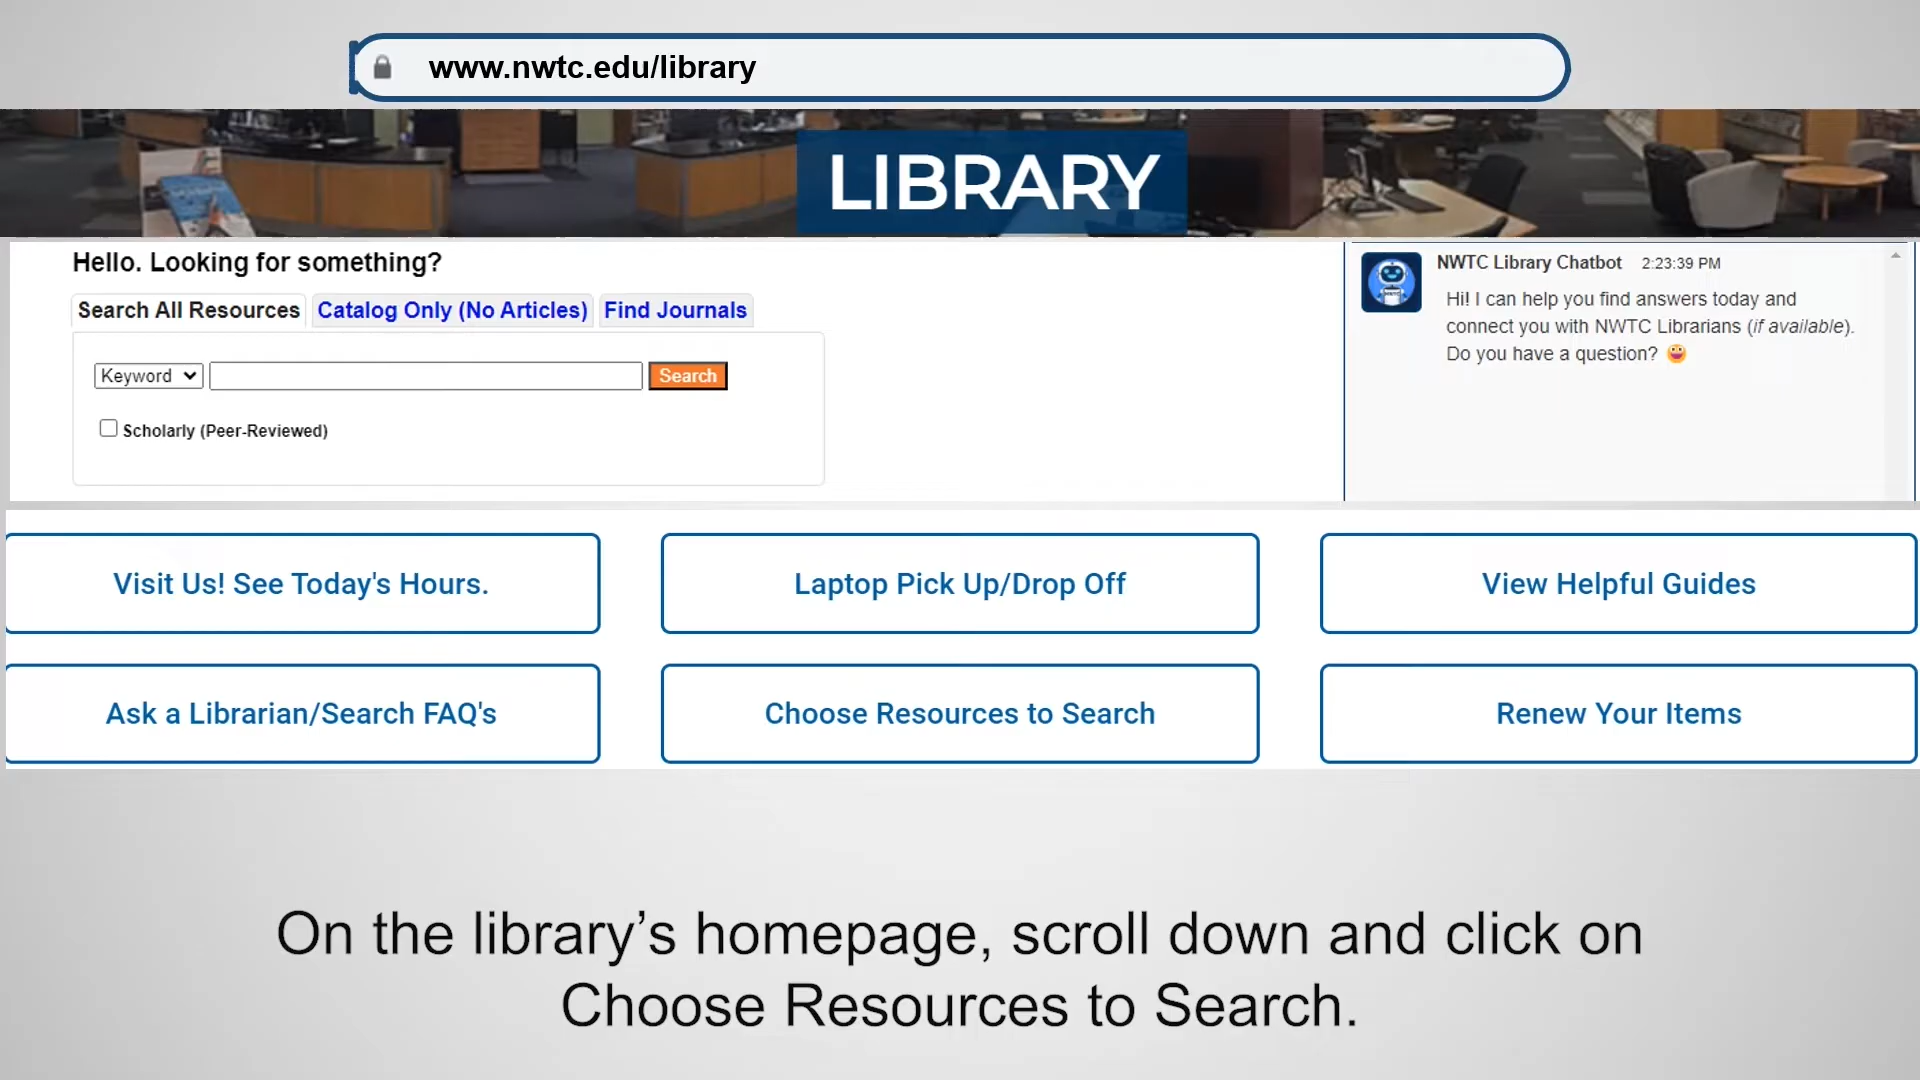 www.nwtc.edu/library
LIBRARY
Hello. Looking for something?
Search All Resources Catalog Only (No Articles) Find Journals
Keyword Search
Scholarly (Peer-Reviewed)
NWTC Library Chatbot 2:23:39 PM
Hi! I can help you find answers today and
connect you with NWTC Librarians (if available).
Do you have a question?
Visit Us! See Today's Hours. Laptop Pick Up/Drop Off View Helpful Guides
Ask a Librarian/Search FAQ's Choose Resources to Search Renew Your Items
On the library’s homepage, scroll down and click on
Choose Resources to Search.